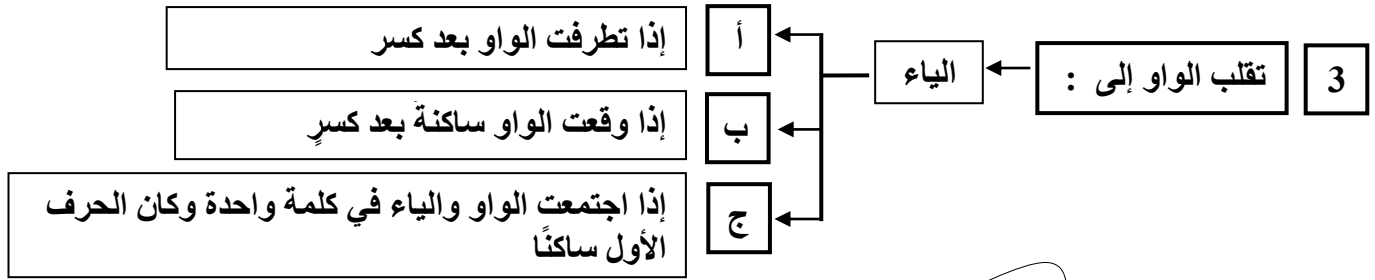 3
تقلب الواو إلى :
الياء
أ
إذا تطرفت الواو بعد كسر
ب
إذا وقعت الواو ساكنةً بعد كسرٍ
ج
إذا اجتمعت الواو والياء في كلمة واحدة وكان الحرف
الأول ساكنًا